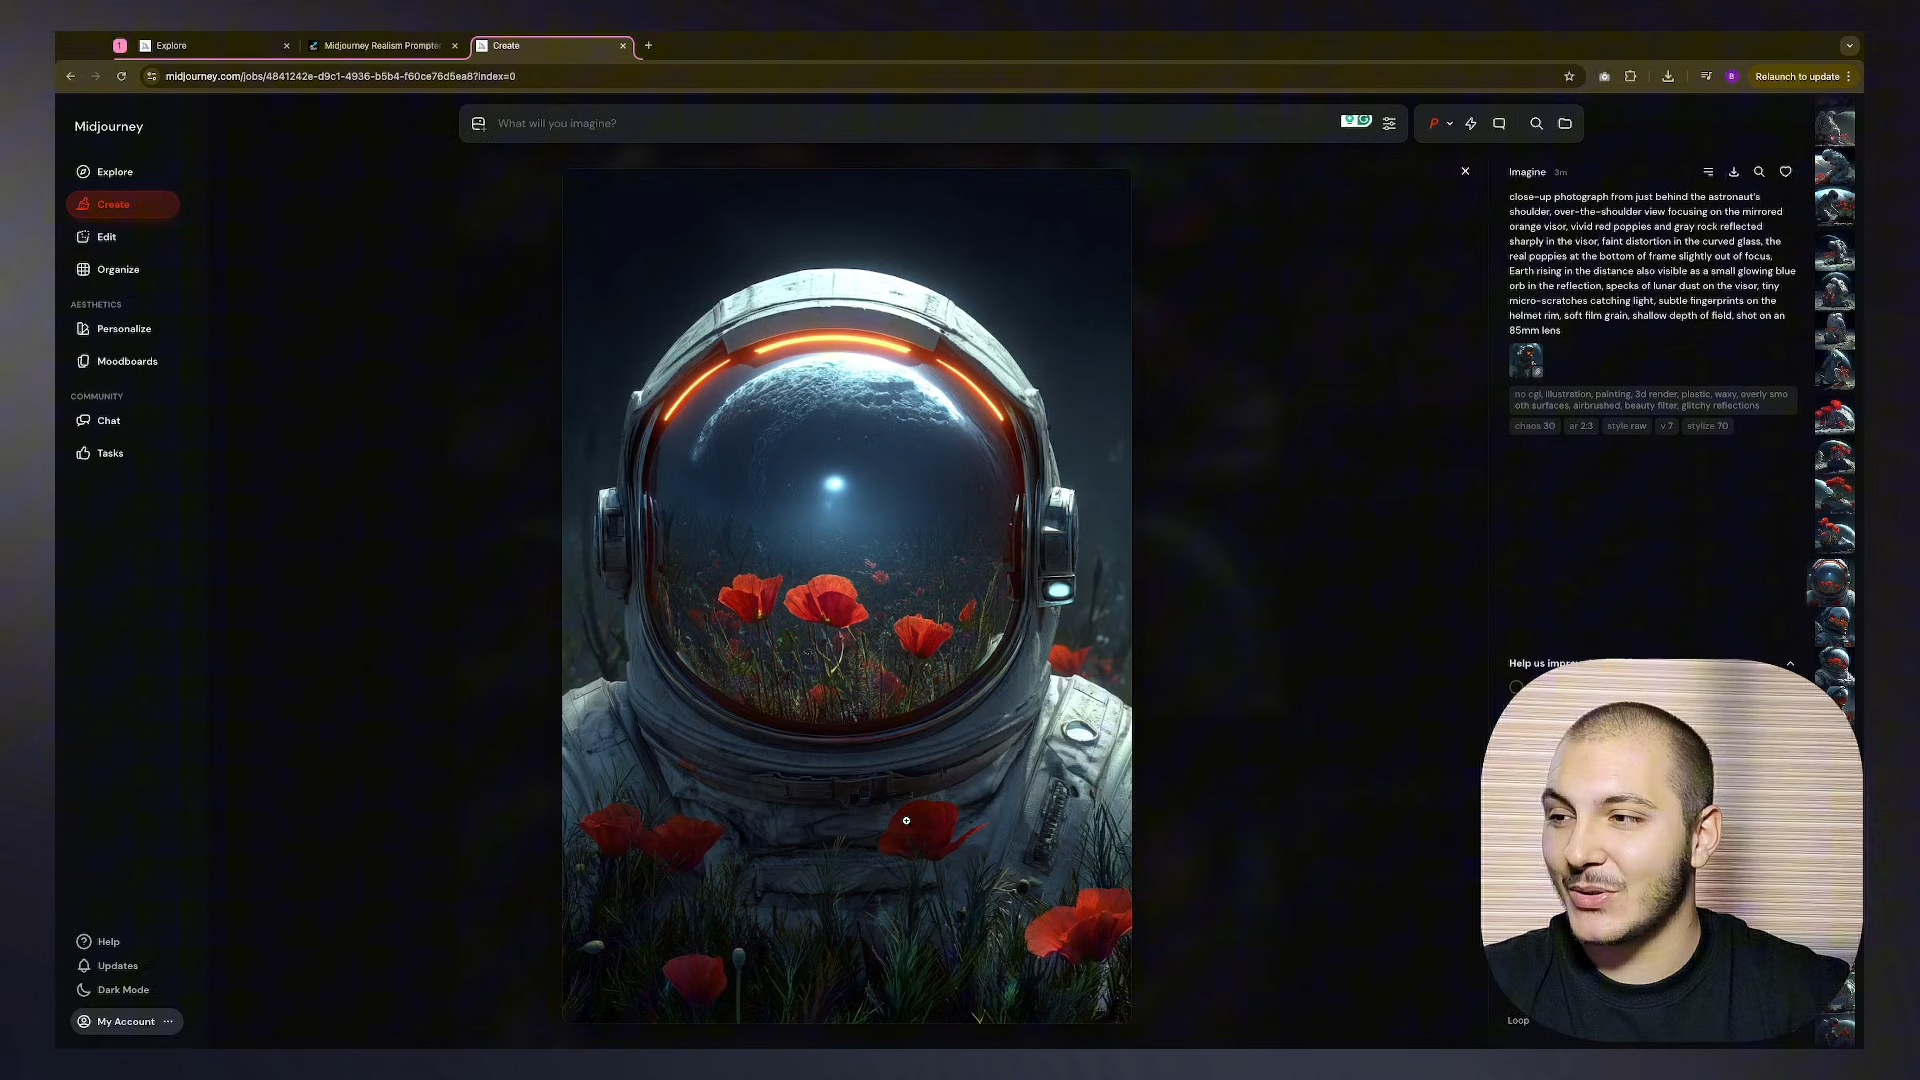 1
Explore
Midjourney Realism Prompter
Create
midjourney.com/jobs/4841242e-d9c1-4936-b5b4-f60ce76d5ea8?index=0
B
Relaunch to update
Midjourney
What will you imagine?
Explore
Create
Edit
Organize
AESTHETICS
Personalize
Moodboards
COMMUNITY
Chat
Tasks
Help
Updates
Dark Mode
My Account
Imagine 3m
close-up photograph from just behind the astronaut's
shoulder, over-the-shoulder view focusing on the mirrored
orange visor, vivid red poppies and gray rock reflected
sharply in the visor, faint distortion in the curved glass, the
real poppies at the bottom of frame slightly out of focus,
Earth rising in the distance also visible as a small glowing blue
orb in the reflection, specks of lunar dust on the visor, tiny
micro-scratches catching light, subtle fingerprints on the
helmet rim, soft film grain, shallow depth of field, shot on an
85mm lens
no cgi, illustration, painting, 3d render, plastic, waxy, overly smo
oth surfaces, airbrushed, beauty filter, glitchy reflections
chaos 30 ar 2:3 style raw v 7 stylize 70
Help us impr
Loop